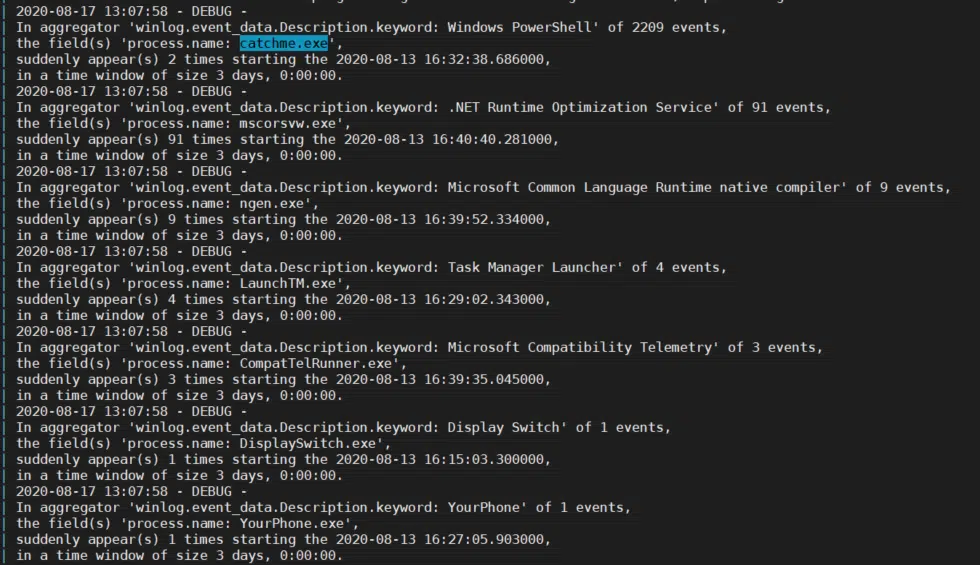 2020-08-17 13:07:58 - DEBUG -
In aggregator 'winlog.event_data.Description.keyword: Windows PowerShell' of 2209 events,
the field(s) 'process.name: catchme.exe',
suddenly appear(s) 2 times starting the 2020-08-13 16:32:38.686000,
in a time window of size 3 days, 0:00:00.
2020-08-17 13:07:58 - DEBUG -
In aggregator 'winlog.event_data.Description.keyword: .NET Runtime Optimization Service' of 91 events,
the field(s) 'process.name: mscorsvw.exe',
suddenly appear(s) 91 times starting the 2020-08-13 16:40:40.281000,
in a time window of size 3 days, 0:00:00.
2020-08-17 13:07:58 - DEBUG -
In aggregator 'winlog.event_data.Description.keyword: Microsoft Common Language Runtime native compiler' of 9 events,
the field(s) 'process.name: ngen.exe',
suddenly appear(s) 9 times starting the 2020-08-13 16:39:52.334000,
in a time window of size 3 days, 0:00:00.
2020-08-17 13:07:58 - DEBUG -
In aggregator 'winlog.event_data.Description.keyword: Task Manager Launcher' of 4 events,
the field(s) 'process.name: LaunchTM.exe',
suddenly appear(s) 4 times starting the 2020-08-13 16:29:02.343000,
in a time window of size 3 days, 0:00:00.
2020-08-17 13:07:58 - DEBUG -
In aggregator 'winlog.event_data.Description.keyword: Microsoft Compatibility Telemetry' of 3 events,
the field(s) 'process.name: CompatTelRunner.exe',
suddenly appear(s) 3 times starting the 2020-08-13 16:39:35.045000,
in a time window of size 3 days, 0:00:00.
2020-08-17 13:07:58 - DEBUG -
In aggregator 'winlog.event_data.Description.keyword: Display Switch' of 1 events,
the field(s) 'process.name: DisplaySwitch.exe',
suddenly appear(s) 1 times starting the 2020-08-13 16:15:03.300000,
in a time window of size 3 days, 0:00:00.
2020-08-17 13:07:58 - DEBUG -
In aggregator 'winlog.event_data.Description.keyword: YourPhone' of 1 events,
the field(s) 'process.name: YourPhone.exe',
suddenly appear(s) 1 times starting the 2020-08-13 16:27:05.903000,
in a time window of size 3 days, 0:00:00.